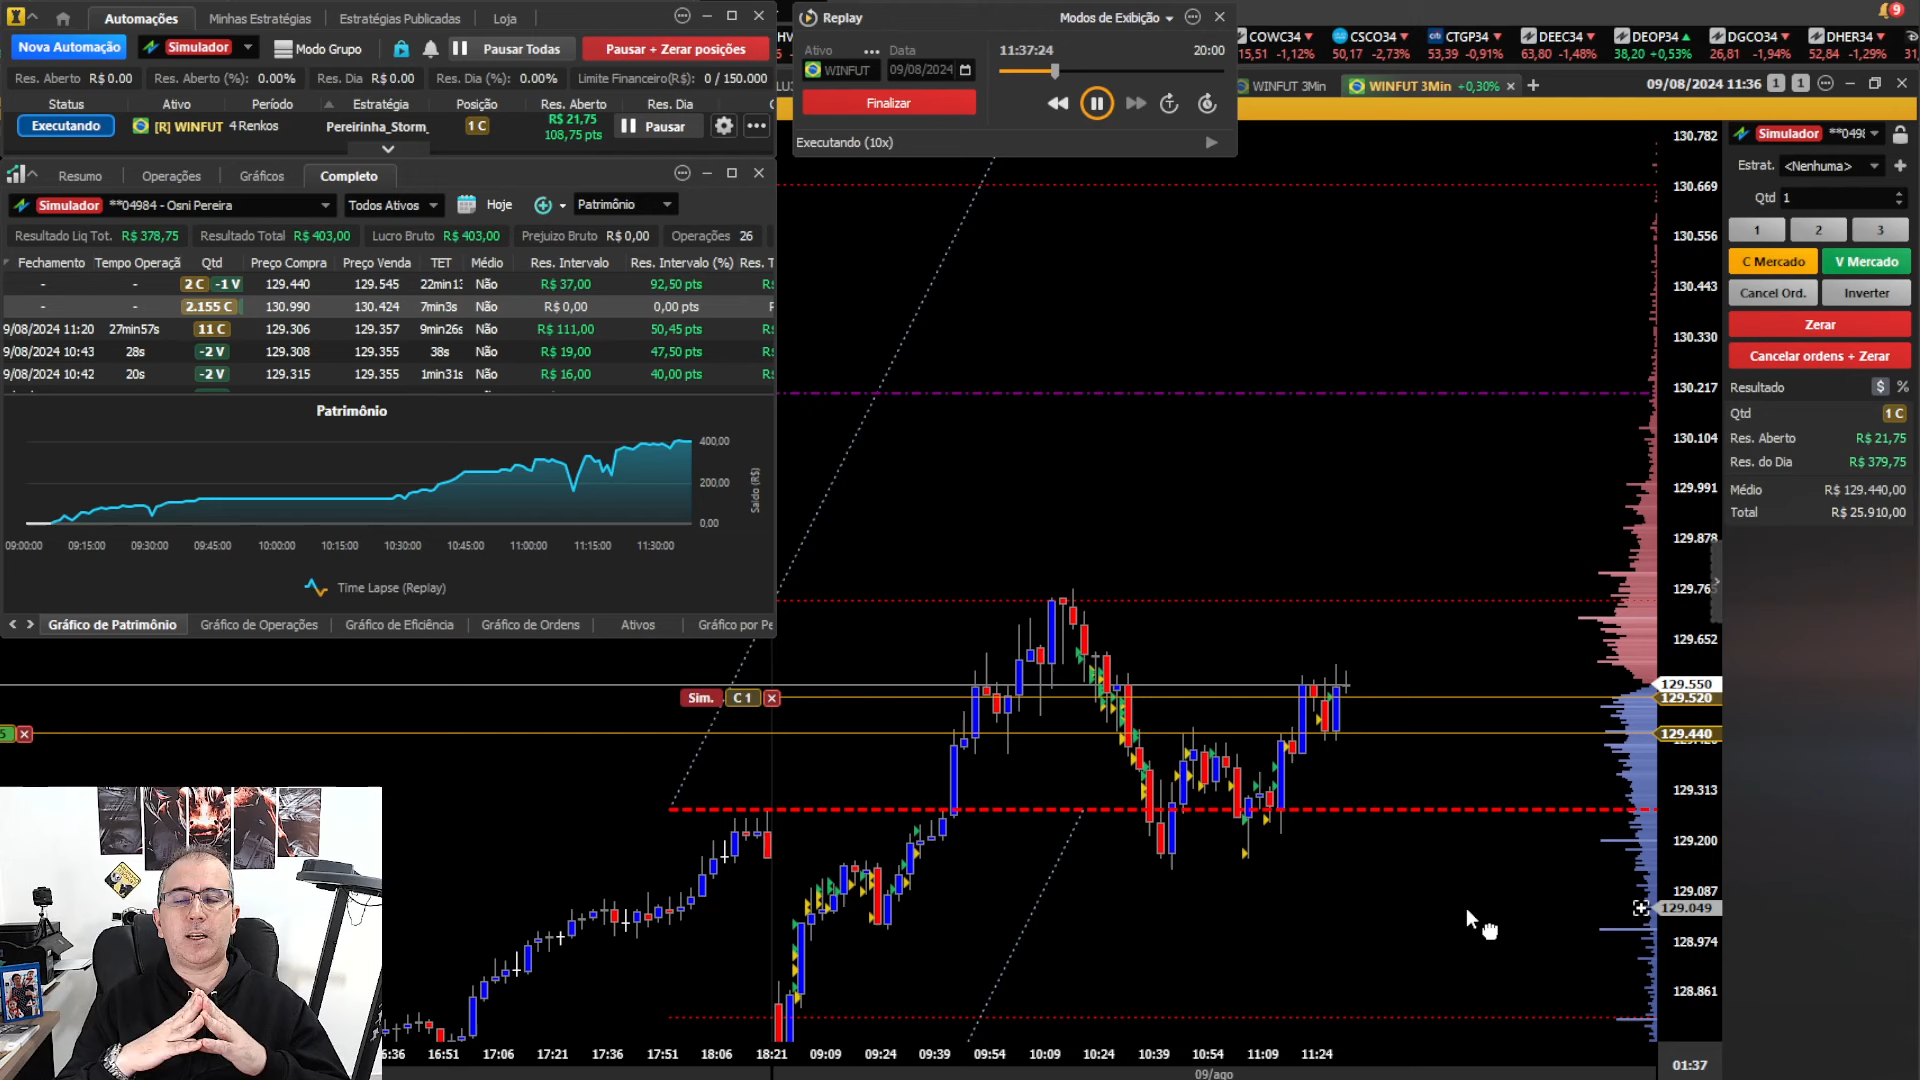 Automações Minhas Estratégias Estratégias Publicadas Loja
Nova Automação Simulador Modo Grupo Pausar Todas Pausar + Zerar posições
Res. Aberto R$ 0.00 Res. Aberto (%): 0.00% Res. Dia R$ 0.00 Res. Dia (%): 0.00% Limite Financeiro(R$): 0 / 150.000
Status Ativo Período Estratégia Posição Res. Aberto Res. Dia
Executando [R] WINFUT 4 Renkos Pereirinha_Storm_ 1 C R$ 21,75 Pausar
108,75 pts
Resumo Operações Gráficos Completo
Simulador **04984 - Osni Pereira Todos Ativos Hoje Patrimônio
Resultado Liq Tot. R$ 378,75 Resultado Total R$ 403,00 Lucro Bruto R$ 403,00 Prejuizo Bruto R$ 0,00 Operações 26
Fechamento Tempo Operaçã Qtd Preço Compra Preço Venda TET Médio Res. Intervalo Res. Intervalo (%) Res. T
- - 2 C -1 V 129.440 129.545 22min13 Não R$ 37,00 92,50 pts R$
- - 2.155 C 130.990 130.424 7min3s Não R$ 0,00 0,00 pts R$
9/08/2024 11:20 27min57s 11 C 129.306 129.357 9min26s Não R$ 111,00 50,45 pts R$
9/08/2024 10:43 28s -2 V 129.308 129.355 38s Não R$ 19,00 47,50 pts R$
9/08/2024 10:42 20s -2 V 129.315 129.355 1min31s Não R$ 16,00 40,00 pts R$
Patrimônio
400,00
200,00
0,00
Saldo (R$)
09:00:00 09:15:00 09:30:00 09:45:00 10:00:00 10:15:00 10:30:00 10:45:00 11:00:00 11:15:00 11:30:00
Time Lapse (Replay)
Gráfico de Patrimônio Gráfico de Operações Gráfico de Eficiência Gráfico de Ordens Ativos Gráfico por Pe
Replay Modos de Exibição
Ativo ... Data 11:37:24 20:00
WINFUT 09/08/2024
Finalizar
Executando (10x)
9
COWC34 CSCO34 CTGP34 DEEC34 DEOP34 DGCO34 DHER34
15,51 -1,12% 50,17 -2,73% 53,39 -0,91% 63,80 -1,48% 38,20 +0,53% 26,81 -1,94% 52,84 -1,29%
WINFUT 3Min WINFUT 3Min +0,30% 09/08/2024 11:36 1 1
Simulador
Estrat. <Nenhuma>
Qtd 1
1 2 3
C Mercado V Mercado
Cancel Ord. Inverter
Zerar
Cancelar ordens + Zerar
Resultado $ %
Qtd 1 C
Res. Aberto R$ 21,75
Res. do Dia R$ 379,75
Médio R$ 129.440,00
Total R$ 25.910,00
130.782
130.669
130.556
130.443
130.330
130.217
130.104
129.991
129.878
129.652
129.550
129.520
129.440
129.313
129.200
129.087
129.049
128.974
128.861
Sim. C 1
5
6:36 16:51 17:06 17:21 17:36 17:51 18:06 18:21 09:09 09:24 09:39 09:54 10:09 10:24 10:39 10:54 11:09 11:24
01:37
09/ago